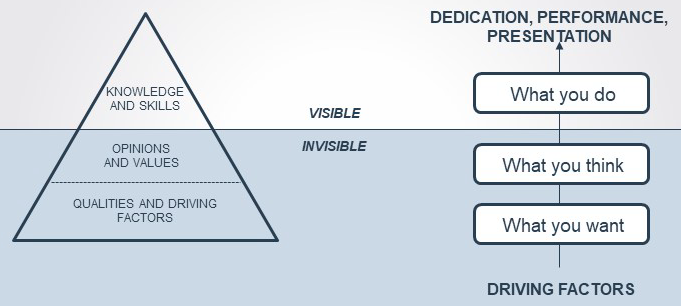 KNOWLEDGE
AND SKILLS
OPINIONS
AND VALUES
QUALITIES AND DRIVING
FACTORS
VISIBLE
INVISIBLE
DEDICATION, PERFORMANCE,
PRESENTATION
What you do
What you think
What you want
DRIVING FACTORS